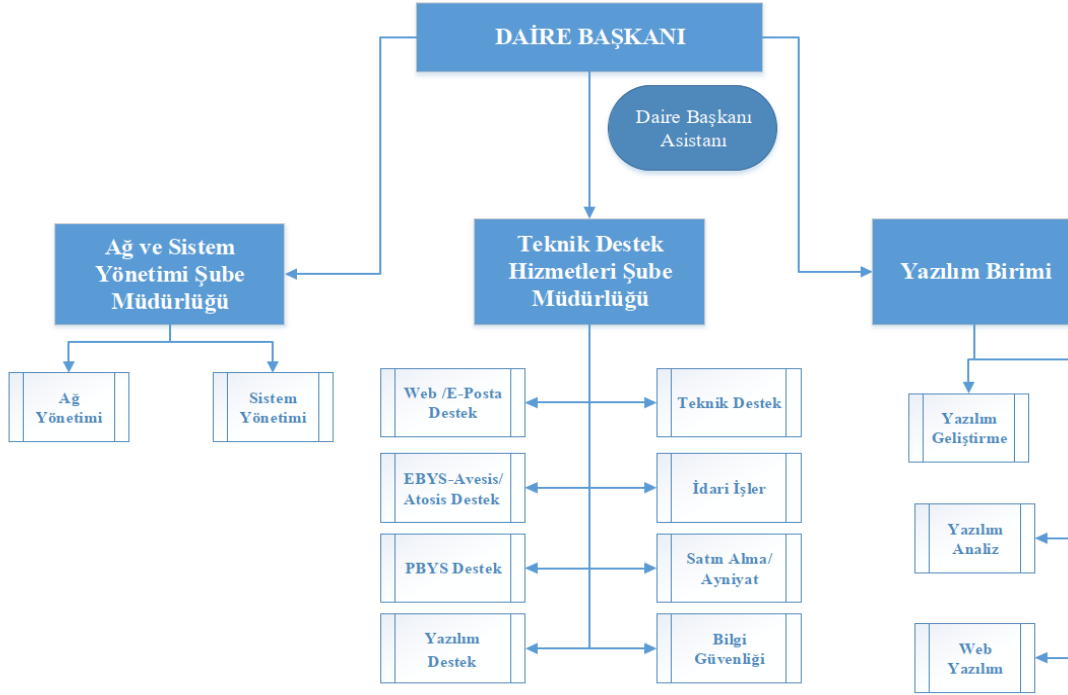 DAİRE BAŞKANI
Daire Başkanı
Asistanı
Ağ ve Sistem
Yönetimi Şube
Müdürlüğü
Teknik Destek
Hizmetleri Şube
Müdürlüğü
Yazılım Birimi
Ağ
Yönetimi
Sistem
Yönetimi
Web /E-Posta
Destek
Teknik Destek
EBYS-Avesis/
Atosis Destek
İdari İşler
PBYS Destek
Satın Alma/
Ayniyat
Yazılım
Destek
Bilgi
Güvenliği
Yazılım
Geliştirme
Yazılım
Analiz
Web
Yazılım